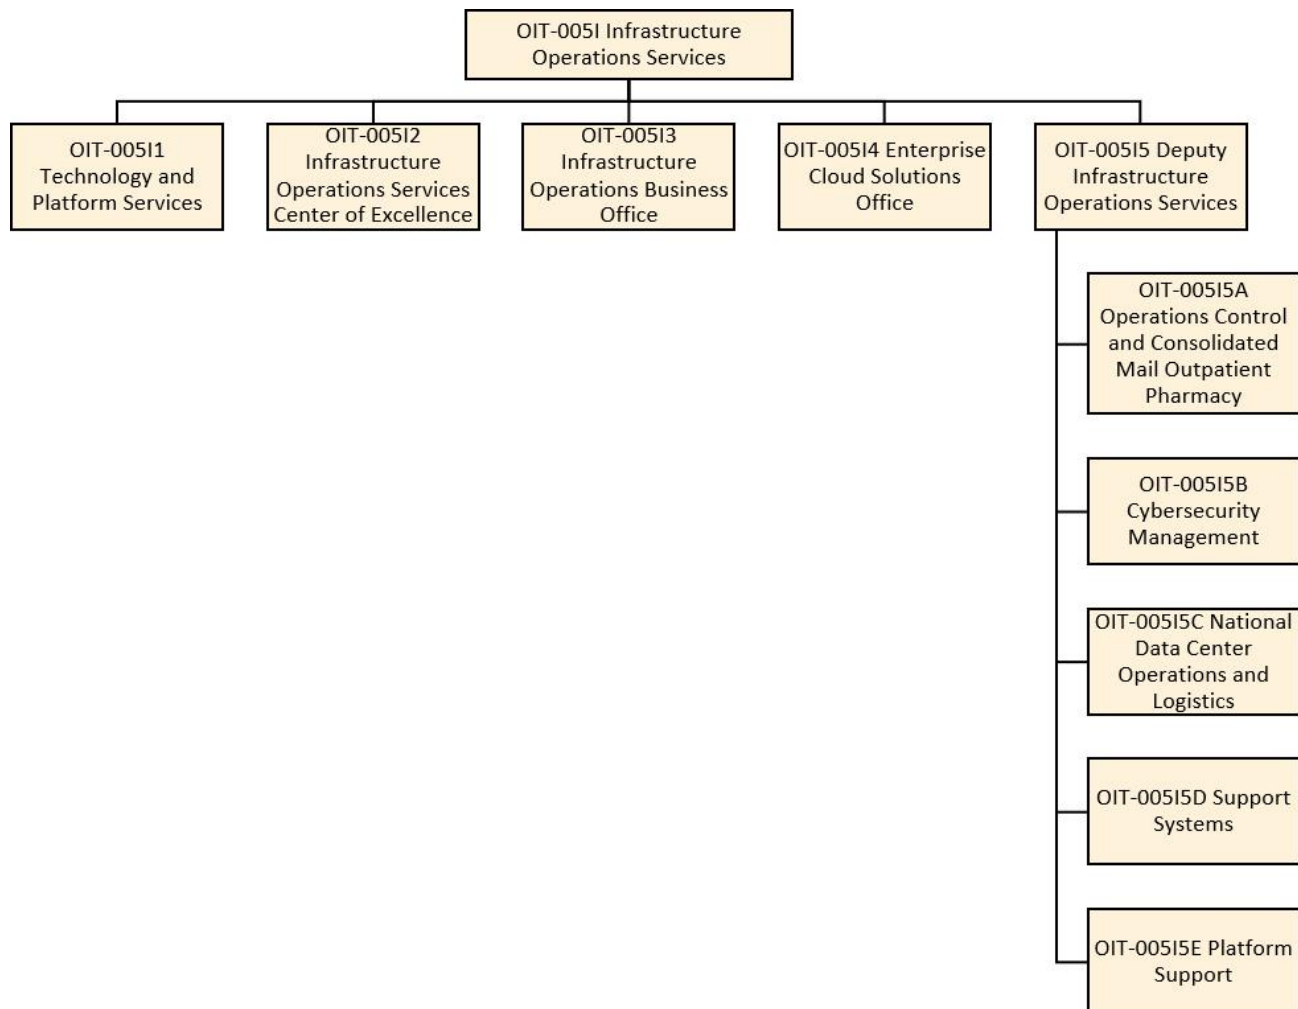 OIT-005I Infrastructure
Operations Services
OIT-005I1
Technology and
Platform Services
OIT-005I2
Infrastructure
Operations Services
Center of Excellence
OIT-005I3
Infrastructure
Operations Business
Office
OIT-005I4 Enterprise
Cloud Solutions
Office
OIT-005I5 Deputy
Infrastructure
Operations Services
OIT-005I5A
Operations Control
and Consolidated
Mail Outpatient
Pharmacy
OIT-005I5B
Cybersecurity
Management
OIT-005I5C National
Data Center
Operations and
Logistics
OIT-005I5D Support
Systems
OIT-005I5E Platform
Support